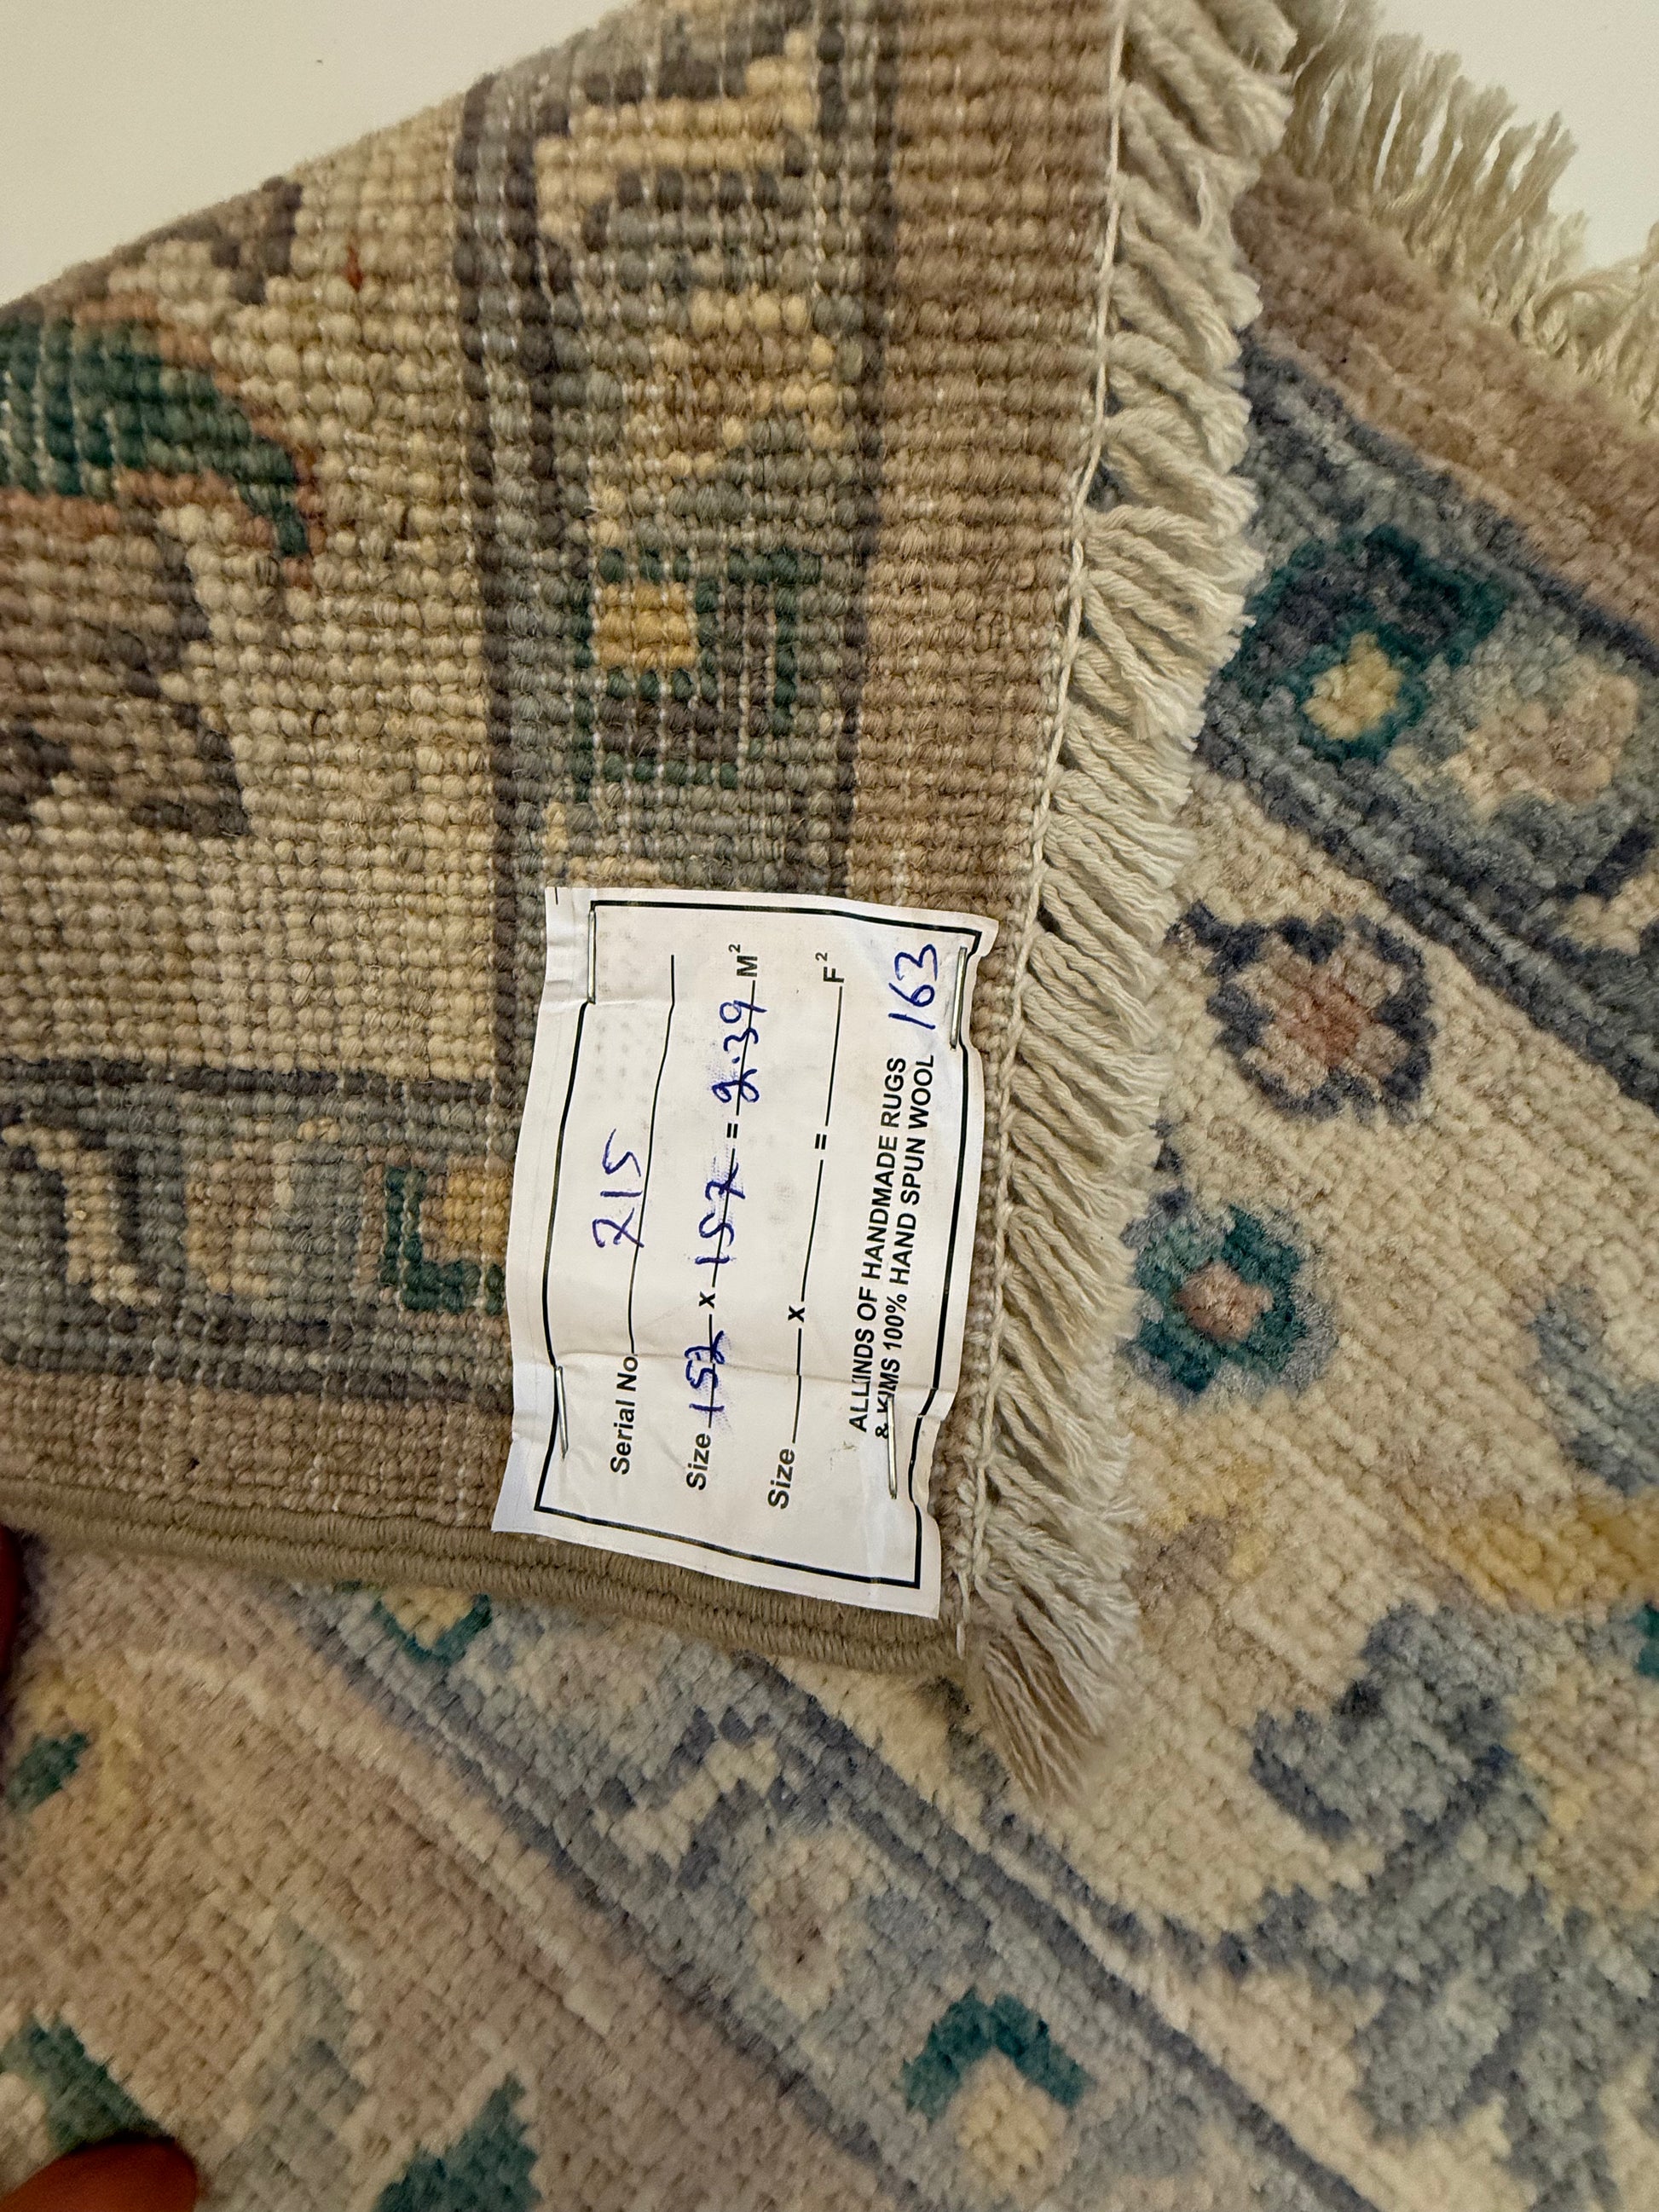 Serial No 715
Size 152 x 157 = 2.39 M²
Size x = F²
ALLINDS OF HANDMADE RUGS
& KIMS 100% HAND SPUN WOOL 163